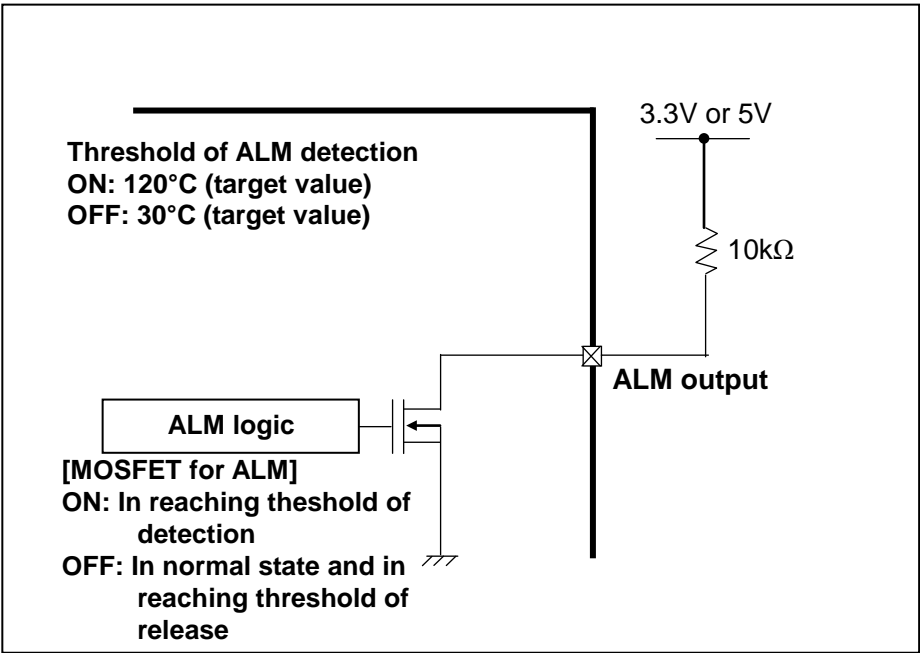 3.3V or 5V
Threshold of ALM detection
ON: 120°C (target value)
OFF: 30°C (target value)
10kΩ
ALM output
ALM logic
[MOSFET for ALM]
ON: In reaching theshold of
detection
OFF: In normal state and in
reaching threshold of
release